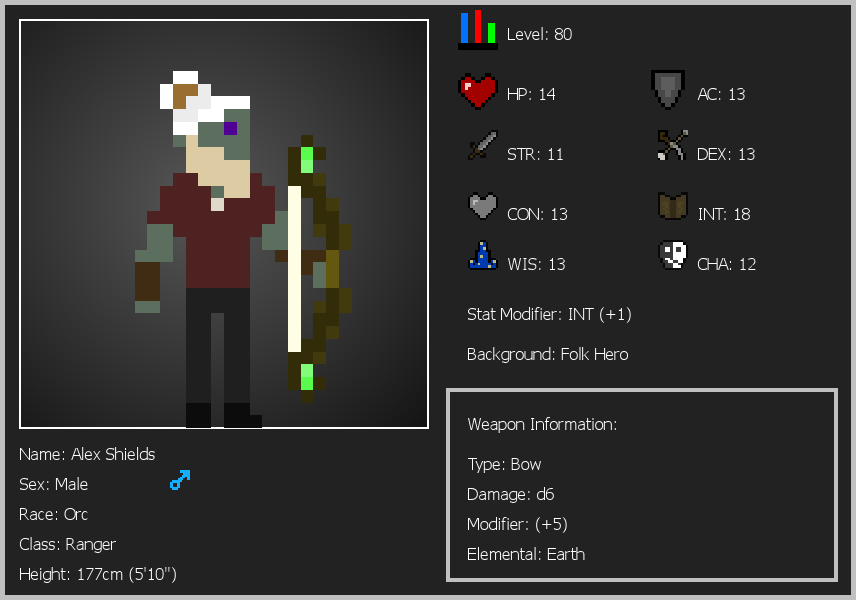 Level: 80
HP: 14
AC: 13
STR: 11
DEX: 13
CON: 13
INT: 18
WIS: 13
CHA: 12
Stat Modifier: INT (+1)
Background: Folk Hero
Weapon Information:
Type: Bow
Damage: d6
Modifier: (+5)
Elemental: Earth
Name: Alex Shields
Sex: Male
Race: Orc
Class: Ranger
Height: 177cm (5'10")